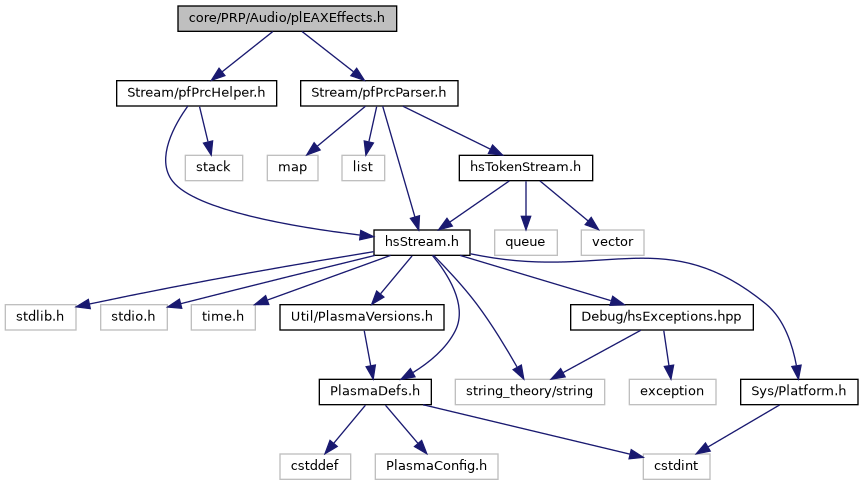 core/PRP/Audio/plEAXEffects.h
Stream/pfPrcHelper.h
Stream/pfPrcParser.h
stack
map
list
hsTokenStream.h
hsStream.h
queue
vector
stdlib.h
stdio.h
time.h
Util/PlasmaVersions.h
Debug/hsExceptions.hpp
PlasmaDefs.h
string_theory/string
exception
Sys/Platform.h
cstddef
PlasmaConfig.h
cstdint